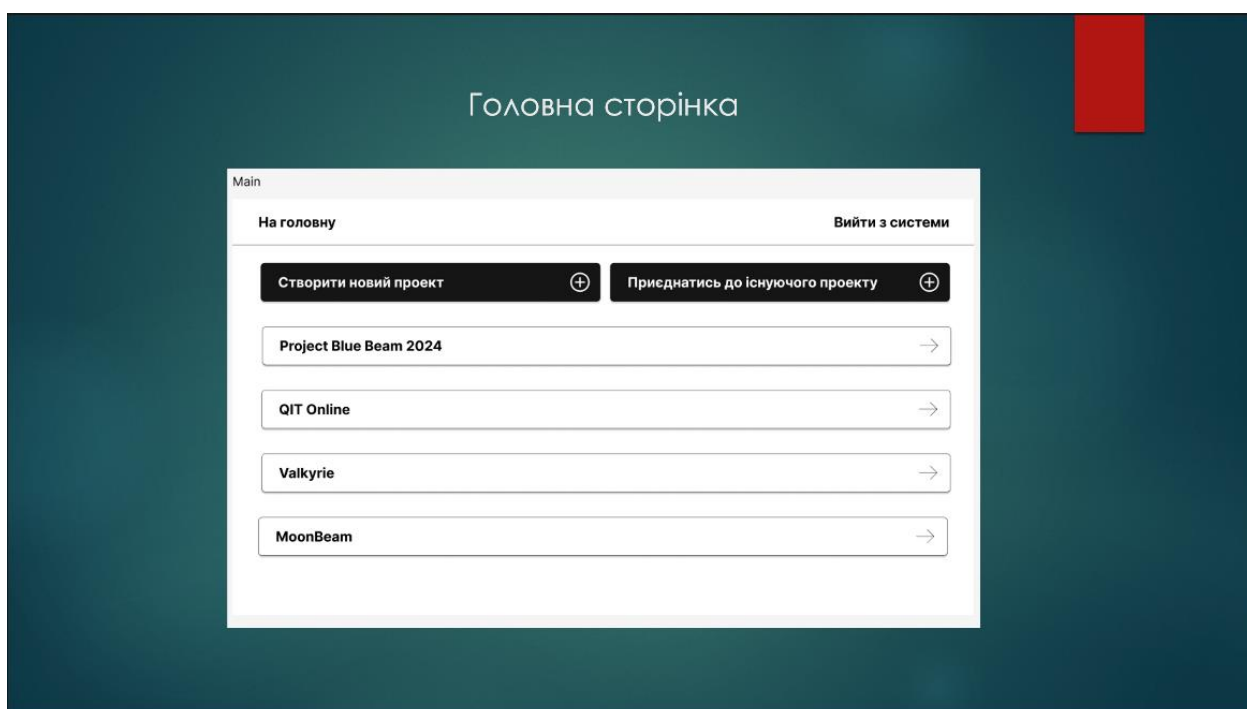 Головна сторінка
Main
На головну Вийти з системи
Створити новий проект Приєднатись до існуючого проекту
Project Blue Beam 2024
QIT Online
Valkyrie
MoonBeam